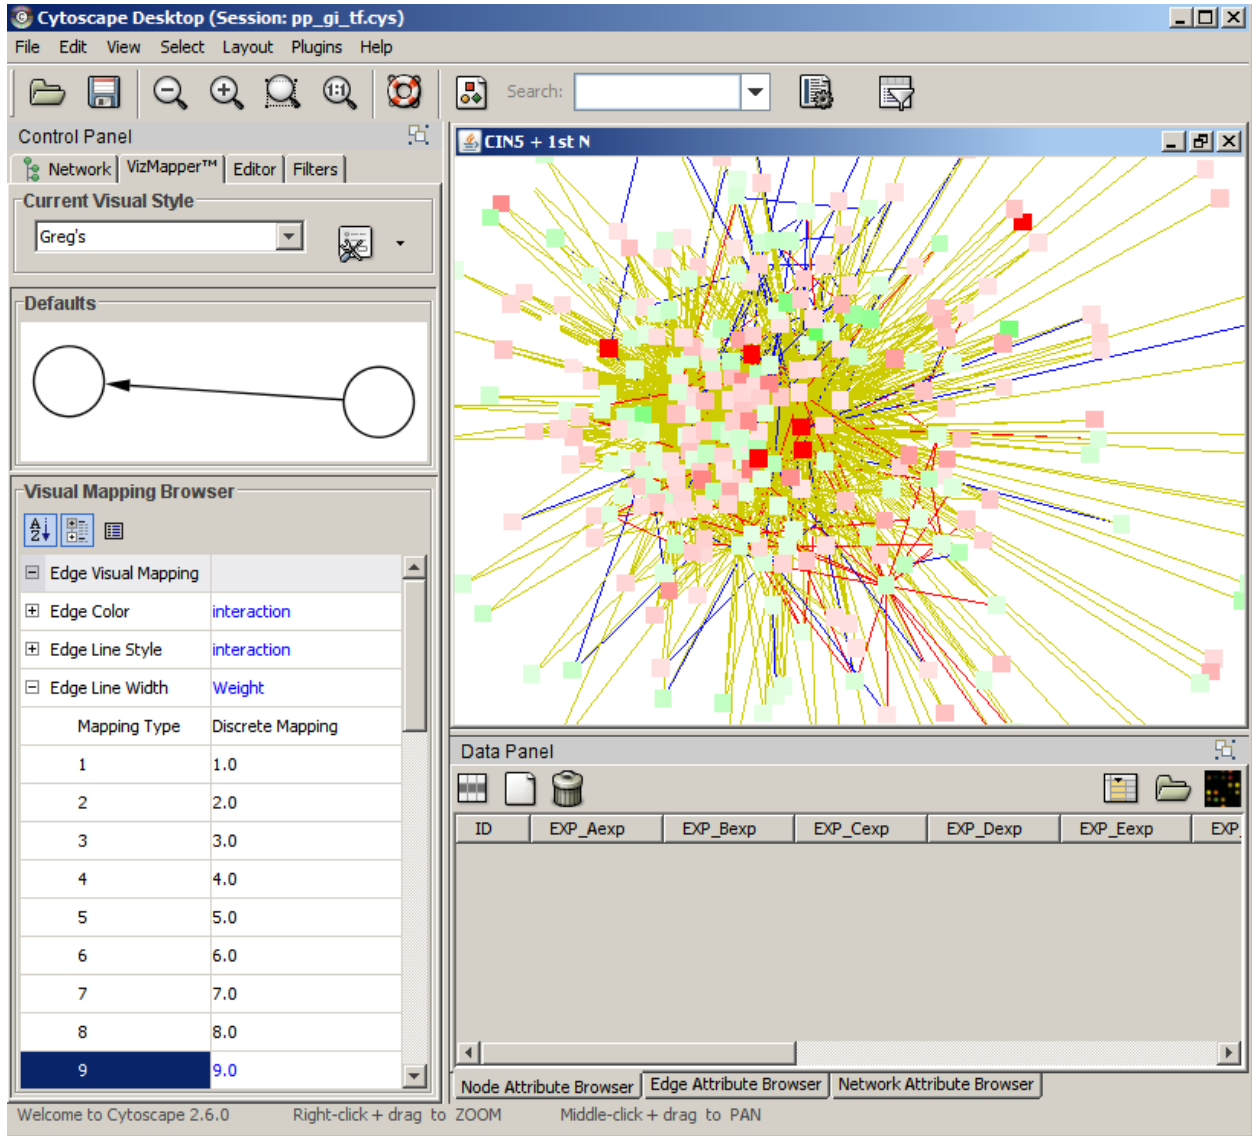 Cytoscape Desktop (Session: pp_gi_tf.cys)
File Edit View Select Layout Plugins Help
1:1
Search:
Control Panel
Network VizMapper™ Editor Filters
Current Visual Style
Greg's
Defaults
Visual Mapping Browser
A
Z
Edge Visual Mapping
Edge Color interaction
Edge Line Style interaction
Edge Line Width Weight
Mapping Type Discrete Mapping
1 1.0
2 2.0
3 3.0
4 4.0
5 5.0
6 6.0
7 7.0
8 8.0
9 9.0
CIN5 + 1st N
Data Panel
ID EXP_Aexp EXP_Bexp EXP_Cexp EXP_Dexp EXP_Eexp EXP_
Node Attribute Browser Edge Attribute Browser Network Attribute Browser
Welcome to Cytoscape 2.6.0 Right-click + drag to ZOOM Middle-click + drag to PAN